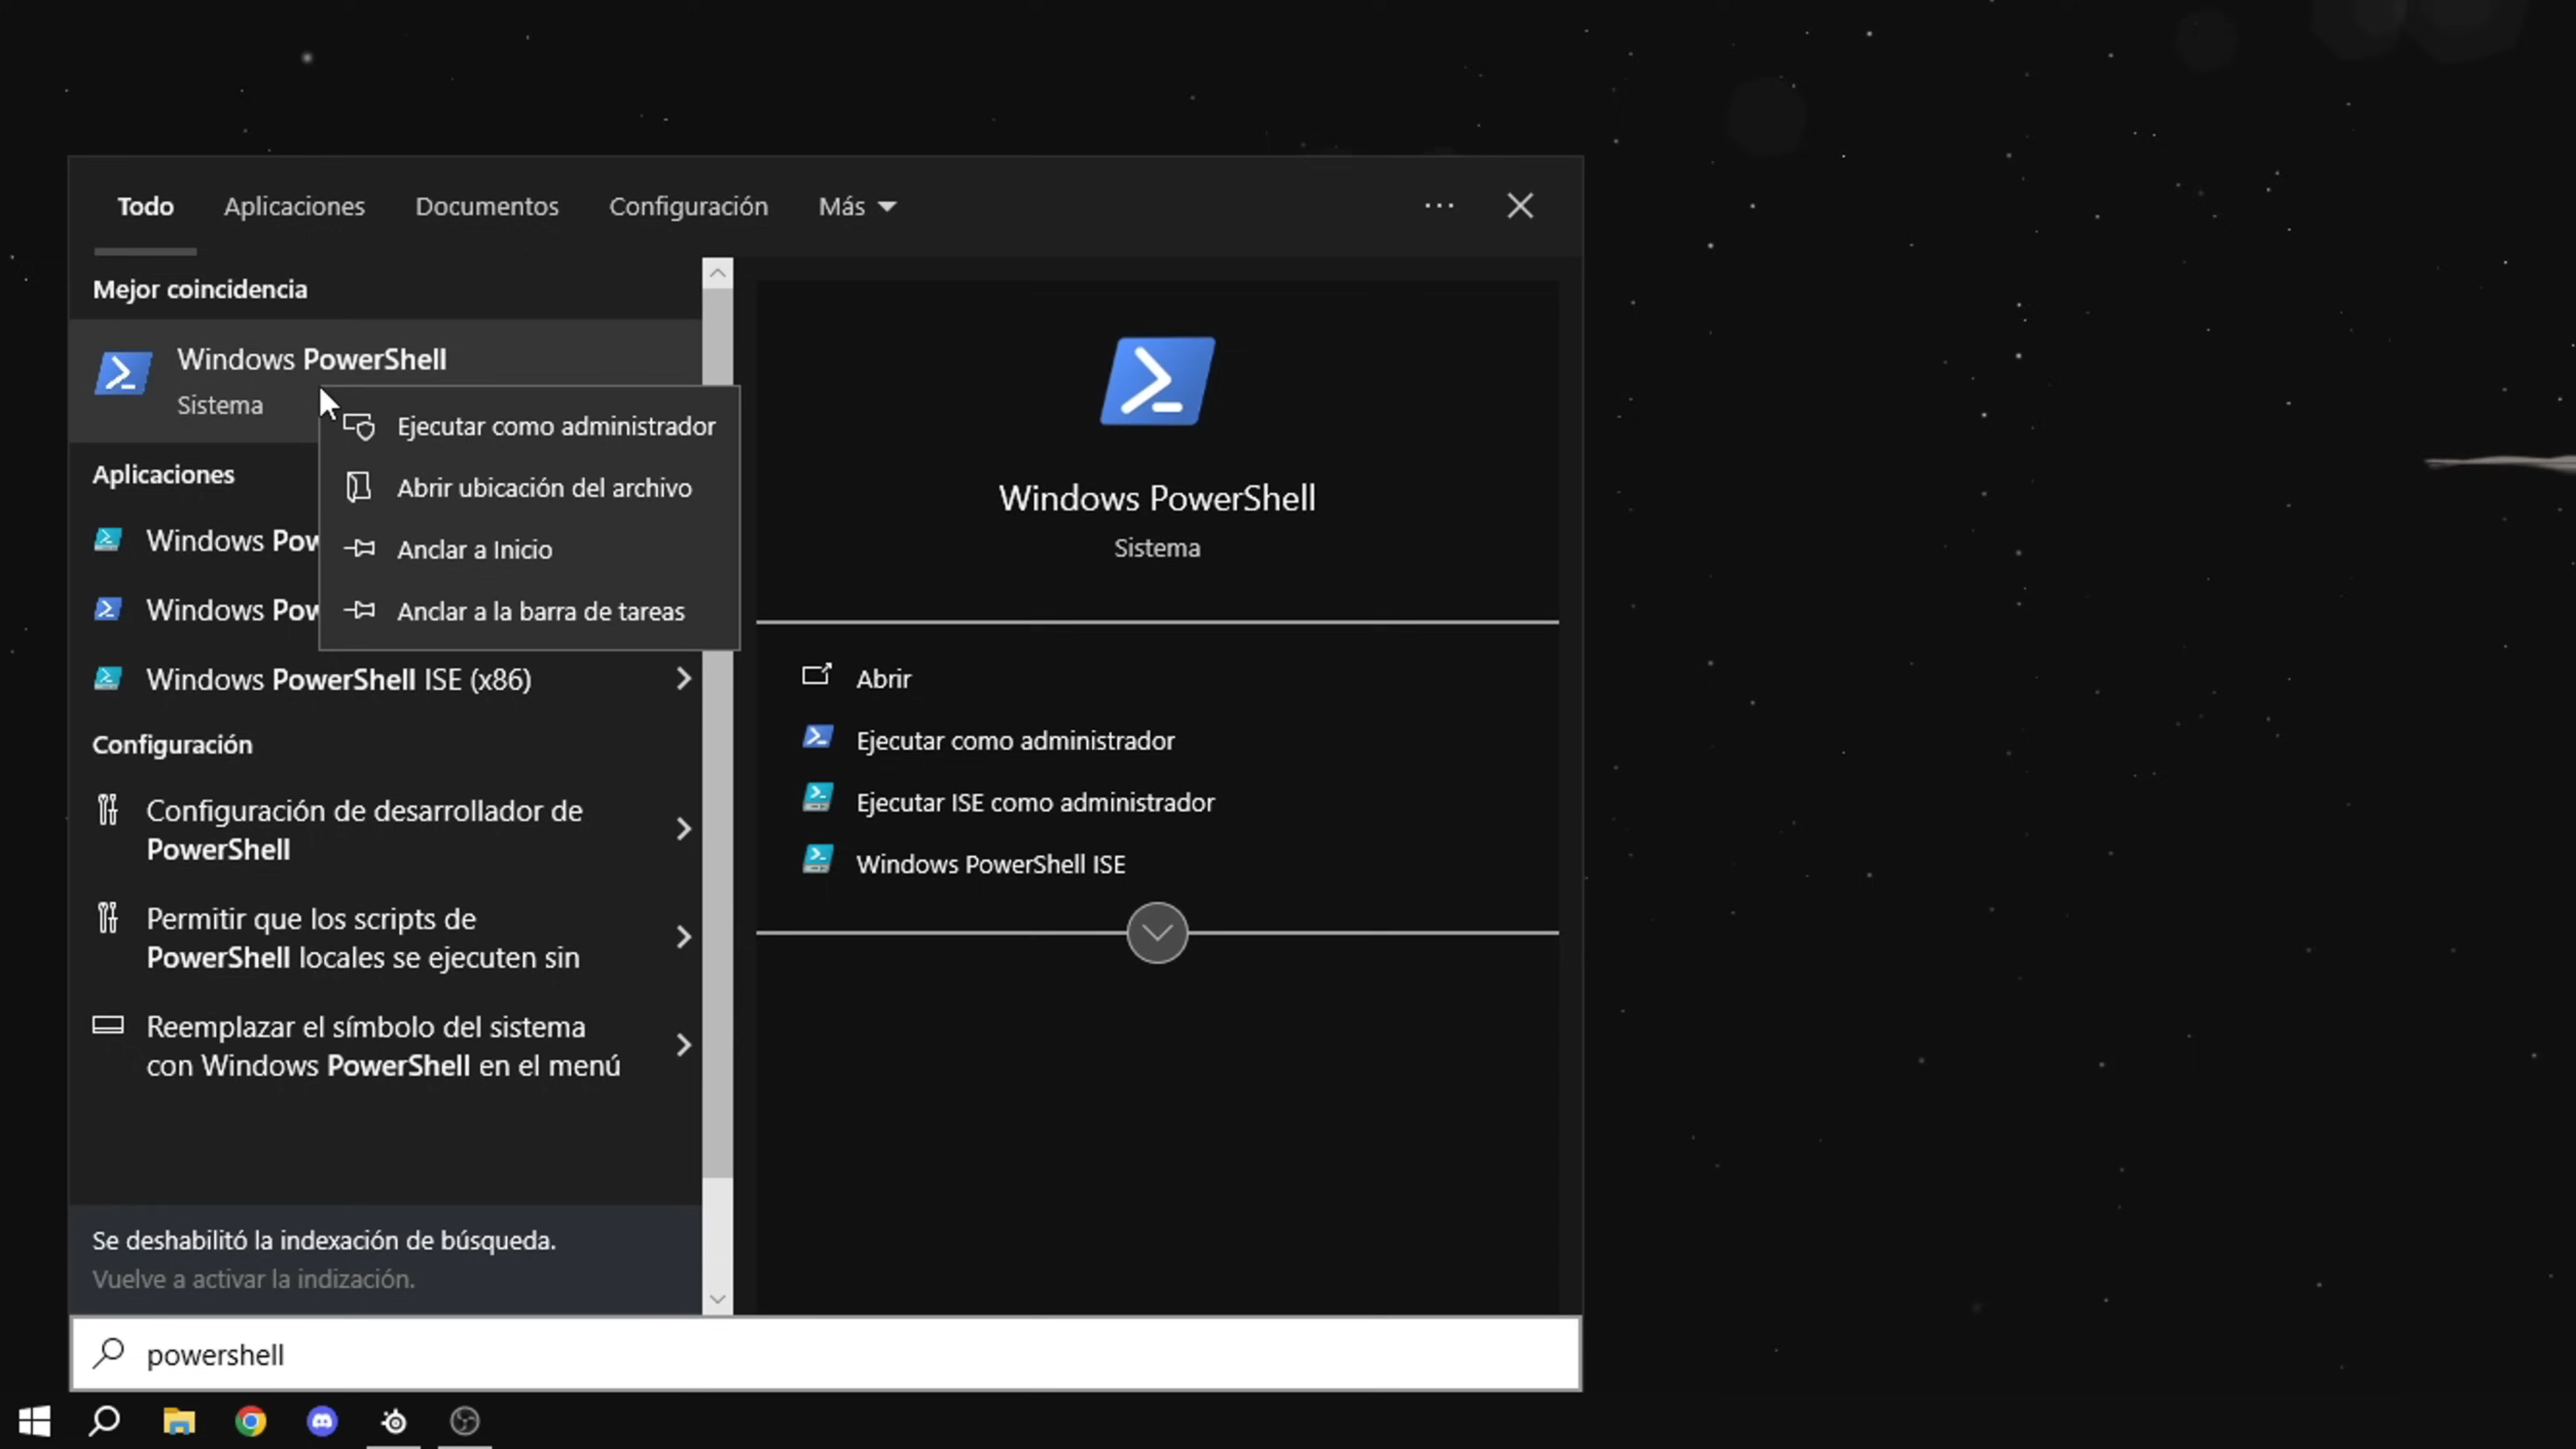 Todo Aplicaciones Documentos Configuración Más
Mejor coincidencia
Windows PowerShell
Sistema
Ejecutar como administrador
Abrir ubicación del archivo
Anclar a Inicio
Anclar a la barra de tareas
Aplicaciones
Windows Pow
Windows Pow
Windows PowerShell ISE (x86)
Configuración
Configuración de desarrollador de
PowerShell
Permitir que los scripts de
PowerShell locales se ejecuten sin
Reemplazar el símbolo del sistema
con Windows PowerShell en el menú
Se deshabilitó la indexación de búsqueda.
Vuelve a activar la indización.
Windows PowerShell
Sistema
Abrir
Ejecutar como administrador
Ejecutar ISE como administrador
Windows PowerShell ISE
powershell